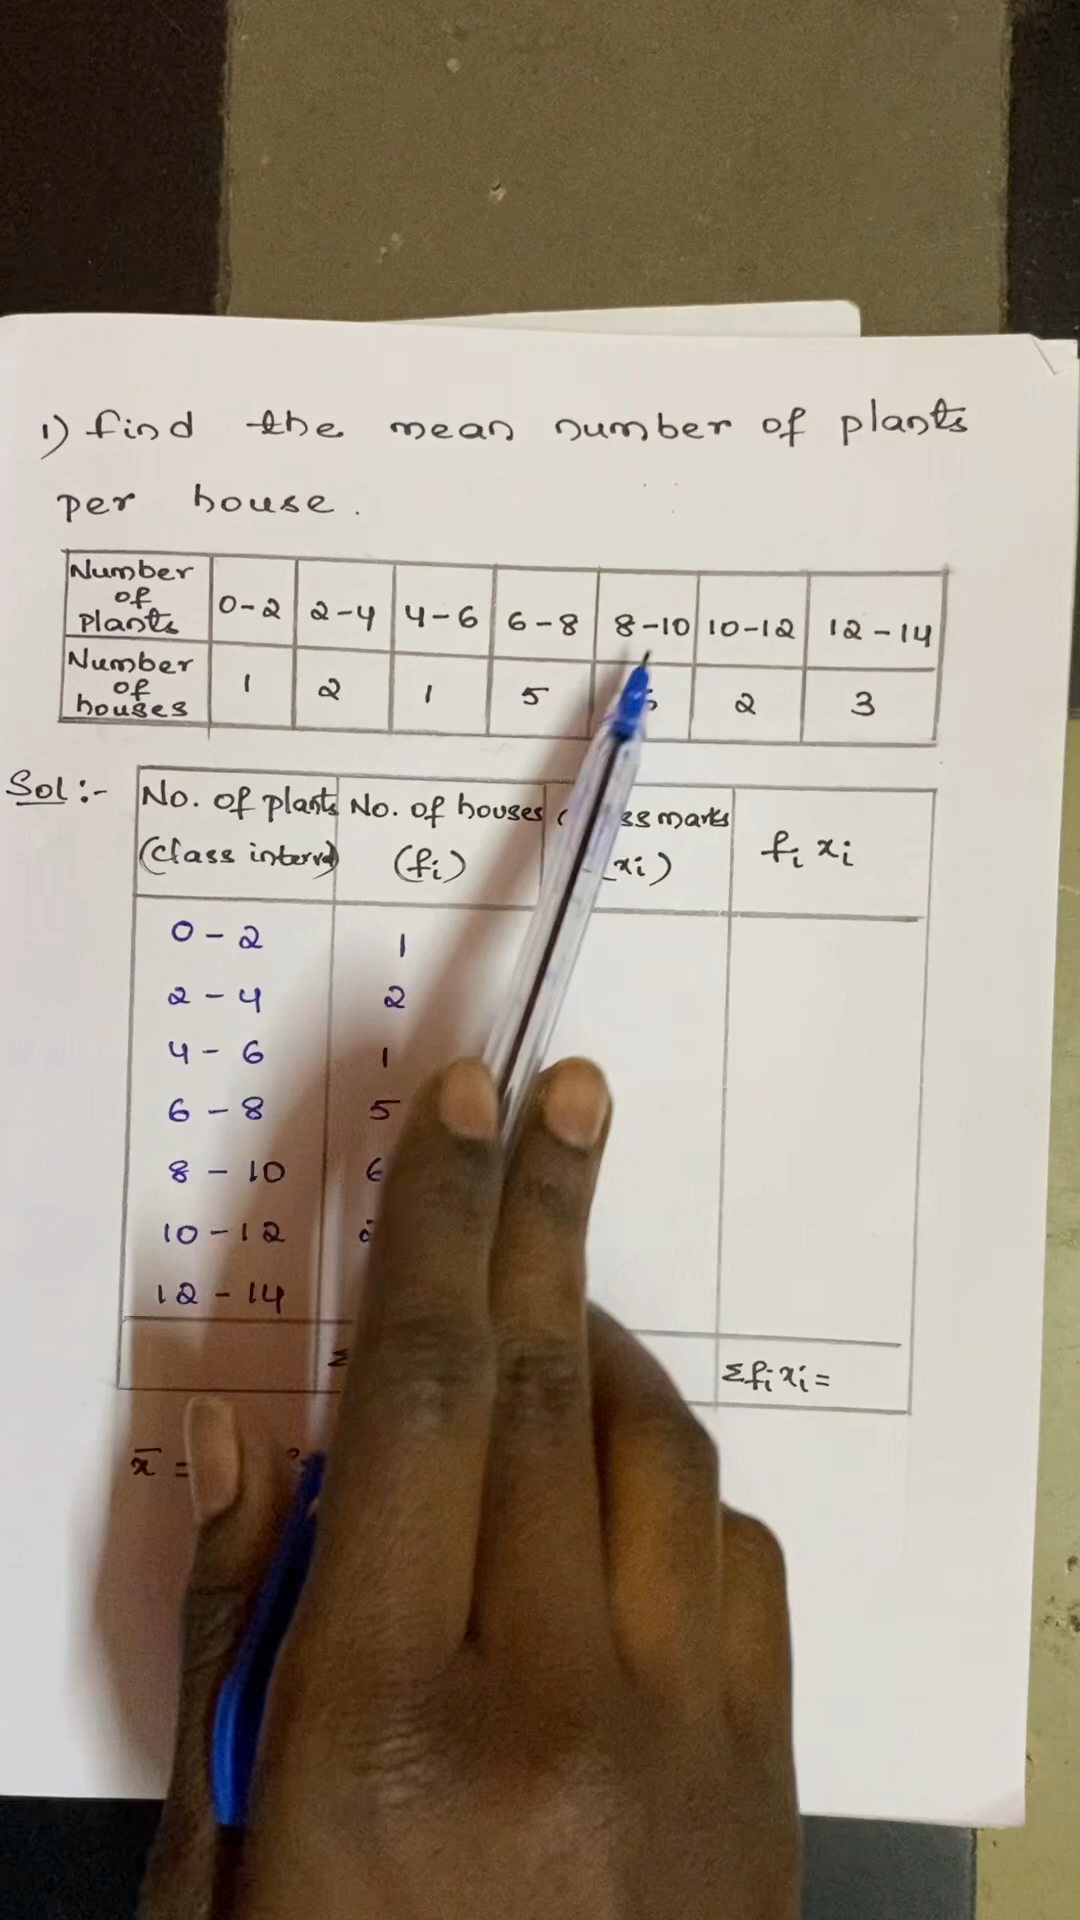 1) find the mean number of plants
per house.
Number of plants 0-2 2-4 4-6 6-8 8-10 10-12 12-14
Number of houses 1 2 1 5 2 3
Sol:- No. of plants No. of houses marks fi xi
(class interval) (fi) xi)
0-2 1
2-4 2
4-6 1
6-8 5
8-10 6
10-12
12-14
Σ Σfixi=
x̄ =